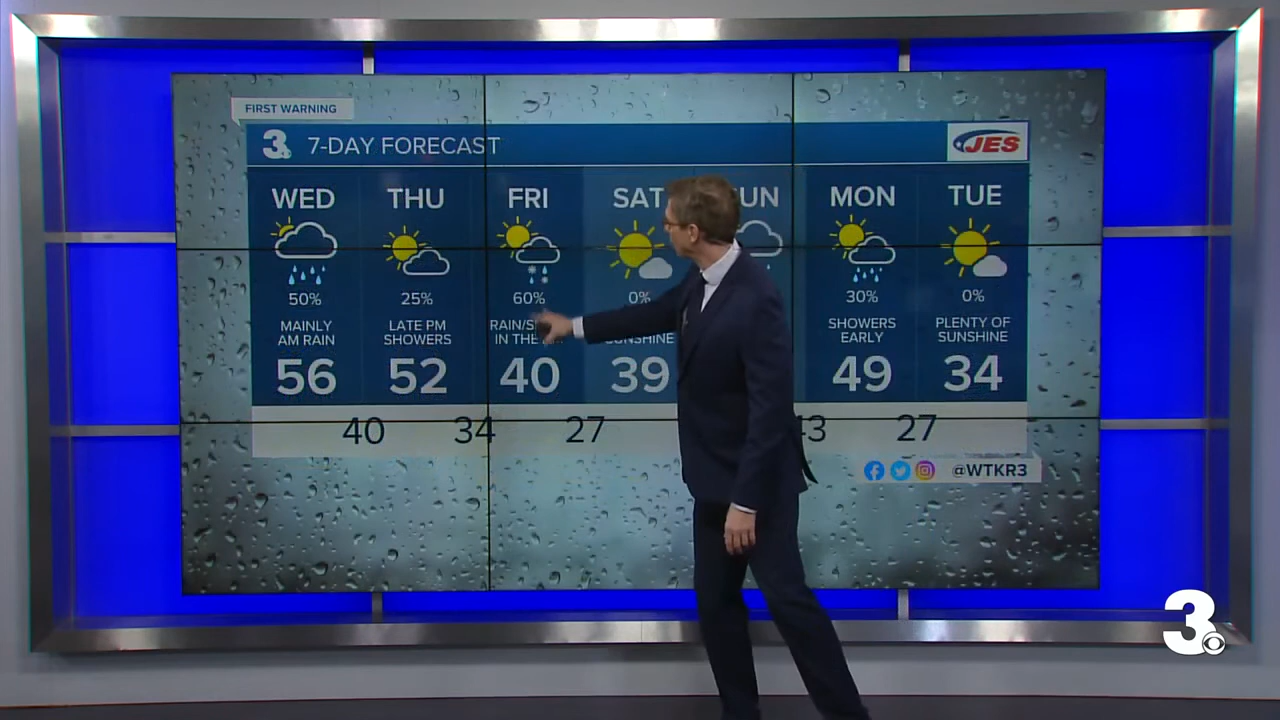 FIRST WARNING
3 7-DAY FORECAST
JES
WED THU FRI SAT MON TUE
50% 25% 60% 0% 30% 0%
MAINLY AM RAIN
LATE PM SHOWERS
IN THE
SUNSHINE
SHOWERS EARLY
PLENTY OF SUNSHINE
56 52 40 39 49 34
40 34 27 27
@WTKR3
3